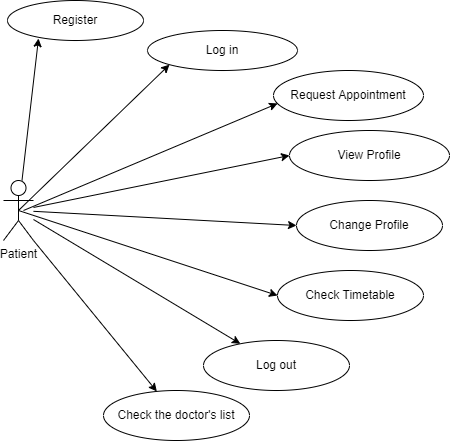 Register
Log in
Request Appointment
View Profile
Change Profile
Patient
Check Timetable
Log out
Check the doctor's list